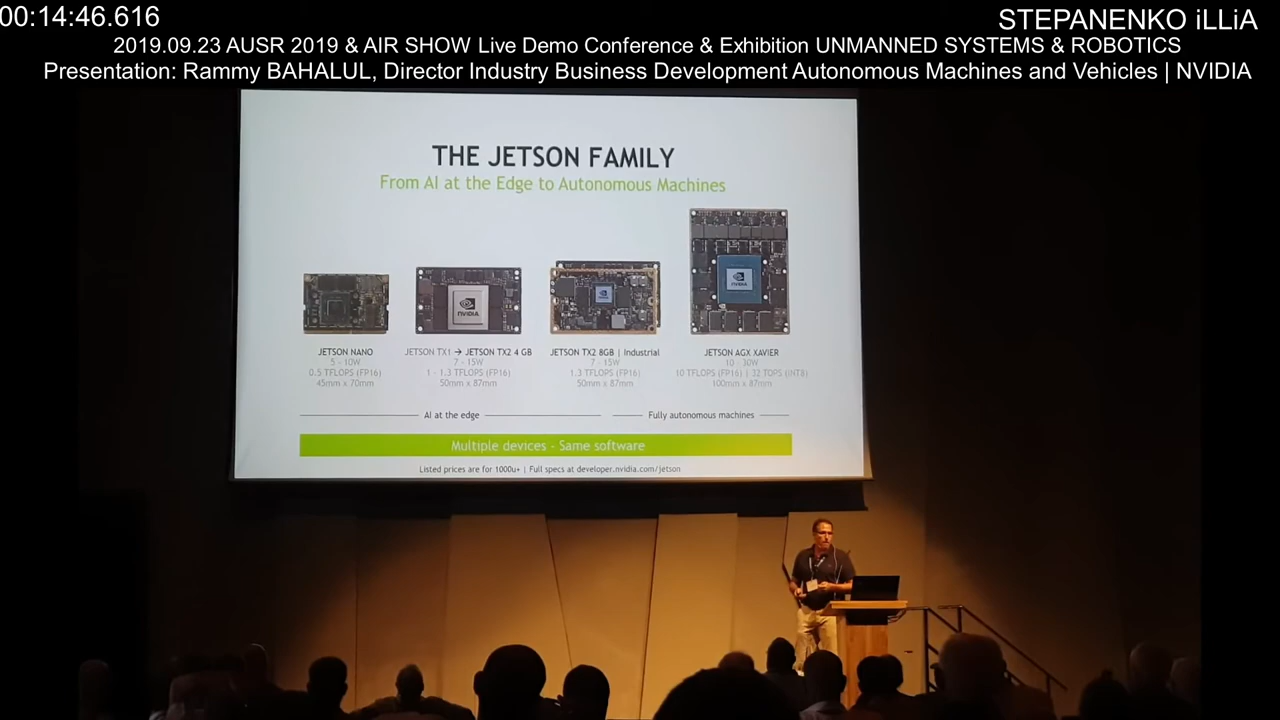 00:14:46.616
STEPANENKO iLLiA
2019.09.23 AUSR 2019 & AIR SHOW Live Demo Conference & Exhibition UNMANNED SYSTEMS & ROBOTICS
Presentation: Rammy BAHALUL, Director Industry Business Development Autonomous Machines and Vehicles | NVIDIA
THE JETSON FAMILY
From AI at the Edge to Autonomous Machines
NVIDIA
NVIDIA
NVIDIA
JETSON NANO
5 - 10W
0.5 TFLOPS (FP16)
45mm x 70mm
JETSON TX1 → JETSON TX2 4 GB
7 - 15W
1 - 1.3 TFLOPS (FP16)
50mm x 87mm
JETSON TX2 8GB | Industrial
7 - 15W
1.3 TFLOPS (FP16)
50mm x 87mm
JETSON AGX XAVIER
10 - 30W
10 TFLOPS (FP16) | 32 TOPS (INT8)
100mm x 87mm
AI at the edge
Fully autonomous machines
Multiple devices - Same software
Listed prices are for 1000u+ | Full specs at developer.nvidia.com/jetson